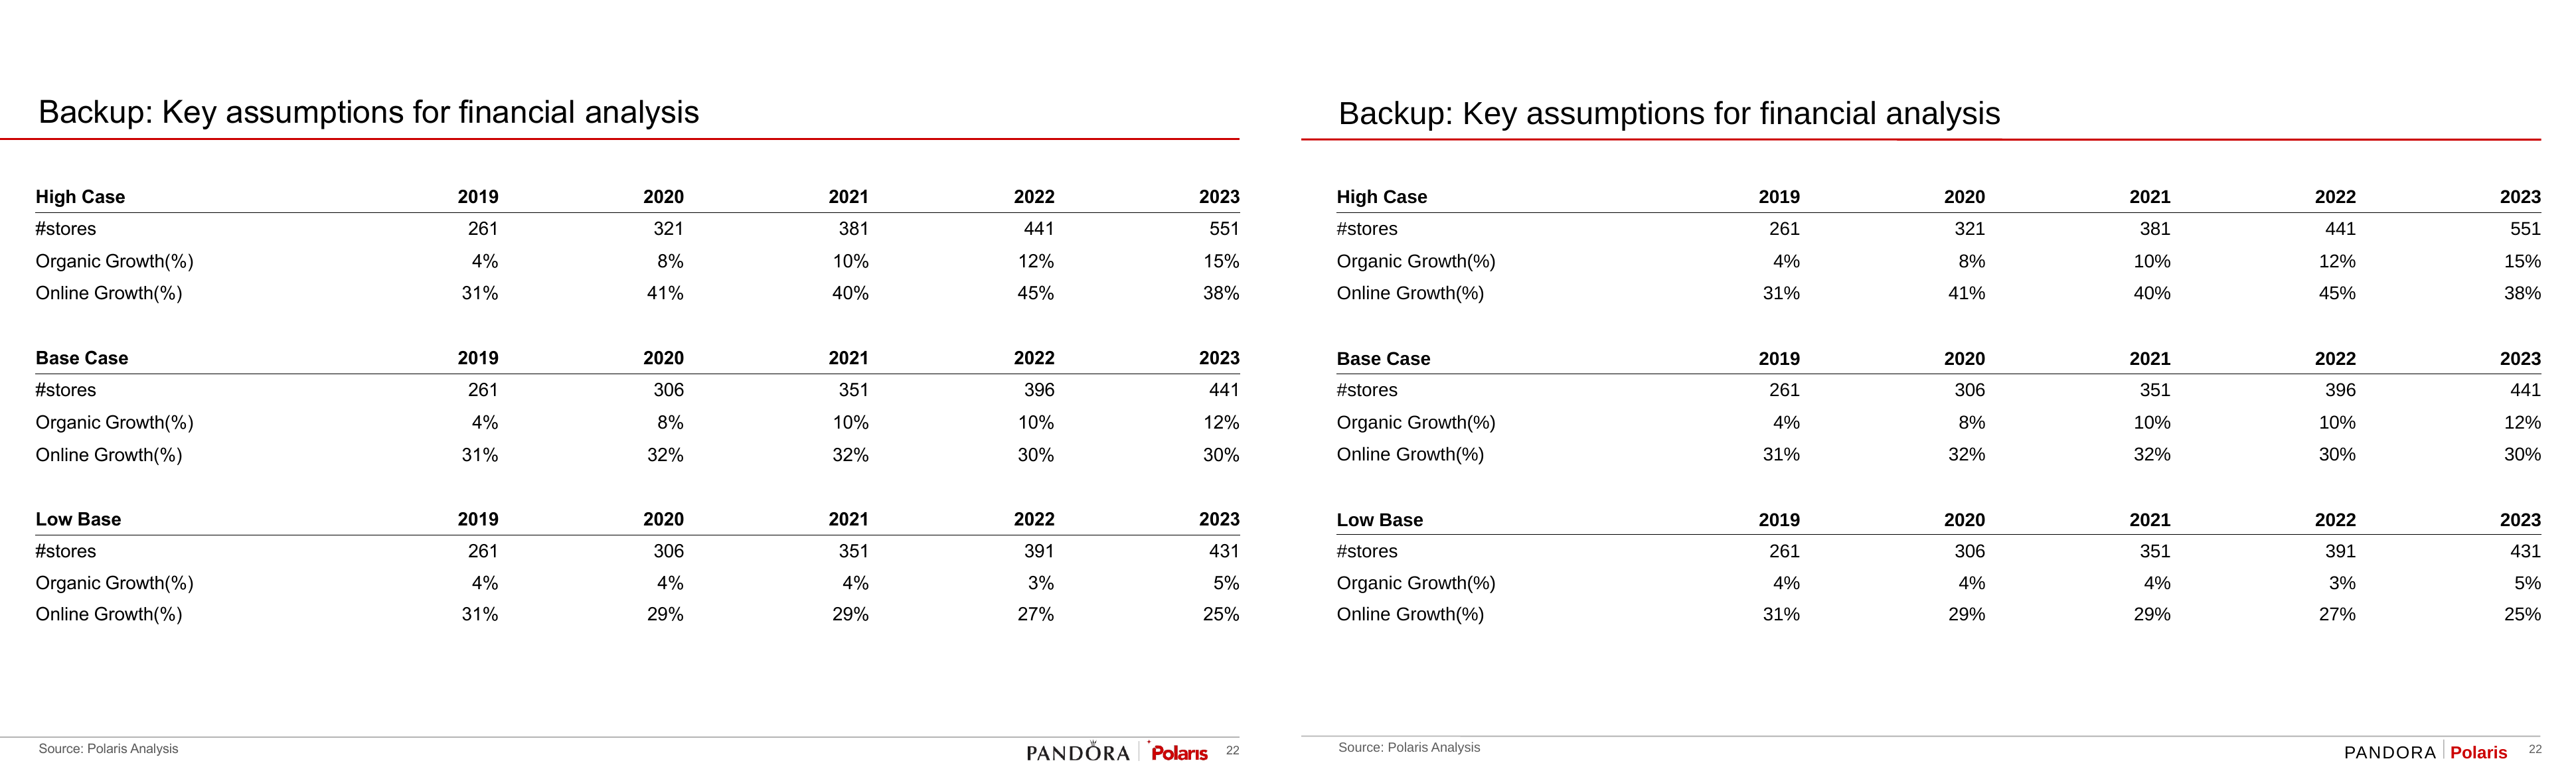 Backup: Key assumptions for financial analysis
High Case 2019 2020 2021 2022 2023
#stores 261 321 381 441 551
Organic Growth(%) 4% 8% 10% 12% 15%
Online Growth(%) 31% 41% 40% 45% 38%
Base Case 2019 2020 2021 2022 2023
#stores 261 306 351 396 441
Organic Growth(%) 4% 8% 10% 10% 12%
Online Growth(%) 31% 32% 32% 30% 30%
Low Base 2019 2020 2021 2022 2023
#stores 261 306 351 391 431
Organic Growth(%) 4% 4% 4% 3% 5%
Online Growth(%) 31% 29% 29% 27% 25%
Source: Polaris Analysis
PANDORA Polaris 22
Backup: Key assumptions for financial analysis
High Case 2019 2020 2021 2022 2023
#stores 261 321 381 441 551
Organic Growth(%) 4% 8% 10% 12% 15%
Online Growth(%) 31% 41% 40% 45% 38%
Base Case 2019 2020 2021 2022 2023
#stores 261 306 351 396 441
Organic Growth(%) 4% 8% 10% 10% 12%
Online Growth(%) 31% 32% 32% 30% 30%
Low Base 2019 2020 2021 2022 2023
#stores 261 306 351 391 431
Organic Growth(%) 4% 4% 4% 3% 5%
Online Growth(%) 31% 29% 29% 27% 25%
Source: Polaris Analysis
PANDORA Polaris 22